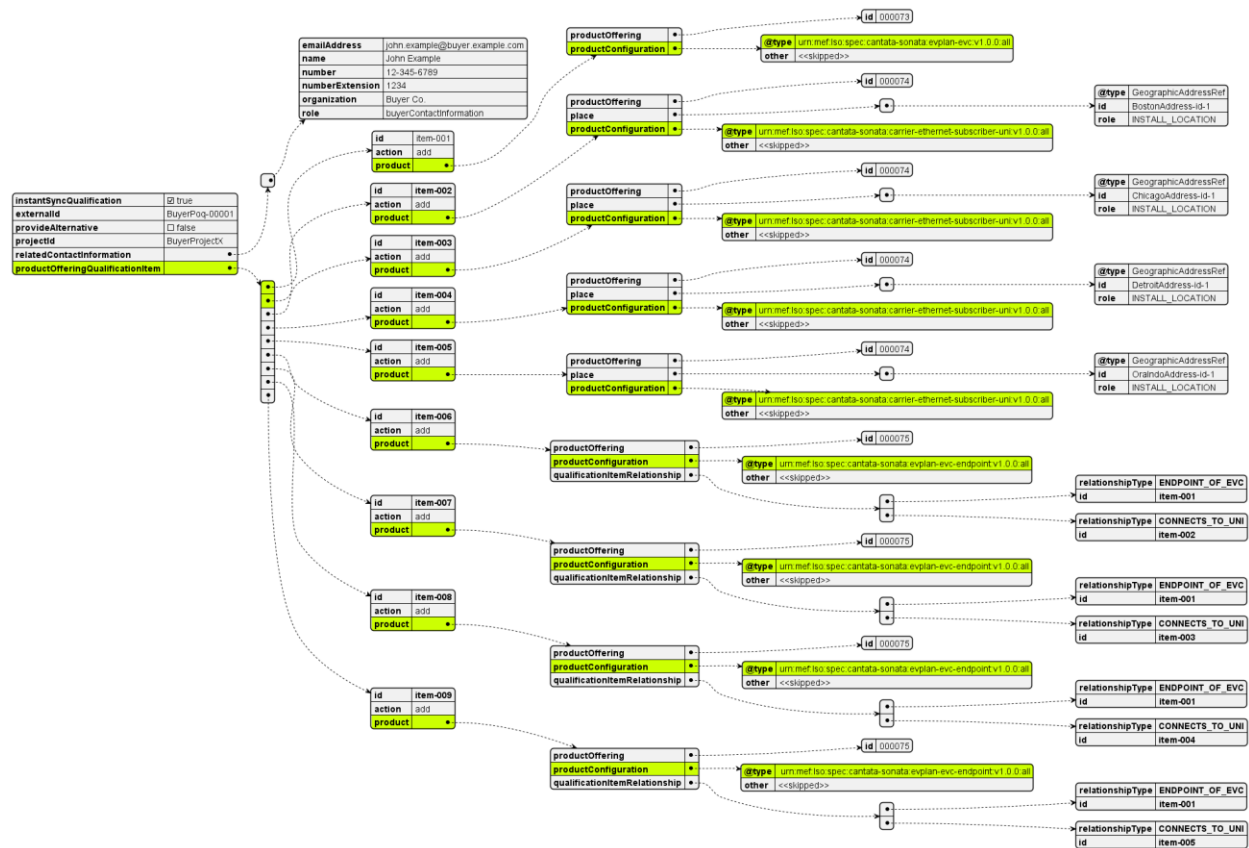 instantSyncQualification ☑ true
externalId BuyerPoq-00001
provideAlternative ☐ false
projectId BuyerProjectX
relatedContactInformation
productOfferingQualificationItem
emailAddress john.example@buyer.example.com
name John Example
number 12-345-6789
numberExtension 1234
organization Buyer Co.
role buyerContactInformation
id item-001
action add
product
productOffering
productConfiguration
id 000073
@type urn:mef:lso:spec:cantata-sonata:evplan-evc:v1.0.0:all
other <<skipped>>
id item-002
action add
product
productOffering
place
productConfiguration
id 000074
@type GeographicAddressRef
id BostonAddress-id-1
role INSTALL_LOCATION
@type urn:mef:lso:spec:cantata-sonata:carrier-ethernet-subscriber-uni:v1.0.0:all
other <<skipped>>
id item-003
action add
product
productOffering
place
productConfiguration
id 000074
@type GeographicAddressRef
id ChicagoAddress-id-1
role INSTALL_LOCATION
@type urn:mef:lso:spec:cantata-sonata:carrier-ethernet-subscriber-uni:v1.0.0:all
other <<skipped>>
id item-004
action add
product
productOffering
place
productConfiguration
id 000074
@type GeographicAddressRef
id DetroitAddress-id-1
role INSTALL_LOCATION
@type urn:mef:lso:spec:cantata-sonata:carrier-ethernet-subscriber-uni:v1.0.0:all
other <<skipped>>
id item-005
action add
product
productOffering
place
productConfiguration
id 000074
@type GeographicAddressRef
id OralndoAddress-id-1
role INSTALL_LOCATION
@type urn:mef:lso:spec:cantata-sonata:carrier-ethernet-subscriber-uni:v1.0.0:all
other <<skipped>>
id item-006
action add
product
productOffering
productConfiguration
qualificationItemRelationship
id 000075
@type urn:mef:lso:spec:cantata-sonata:evplan-evc-endpoint:v1.0.0:all
other <<skipped>>
relationshipType ENDPOINT_OF_EVC
id item-001
relationshipType CONNECTS_TO_UNI
id item-002
id item-007
action add
product
productOffering
productConfiguration
qualificationItemRelationship
id 000075
@type urn:mef:lso:spec:cantata-sonata:evplan-evc-endpoint:v1.0.0:all
other <<skipped>>
relationshipType ENDPOINT_OF_EVC
id item-001
relationshipType CONNECTS_TO_UNI
id item-003
id item-008
action add
product
productOffering
productConfiguration
qualificationItemRelationship
id 000075
@type urn:mef:lso:spec:cantata-sonata:evplan-evc-endpoint:v1.0.0:all
other <<skipped>>
relationshipType ENDPOINT_OF_EVC
id item-001
relationshipType CONNECTS_TO_UNI
id item-004
id item-009
action add
product
productOffering
productConfiguration
qualificationItemRelationship
id 000075
@type urn:mef:lso:spec:cantata-sonata:evplan-evc-endpoint:v1.0.0:all
other <<skipped>>
relationshipType ENDPOINT_OF_EVC
id item-001
relationshipType CONNECTS_TO_UNI
id item-005